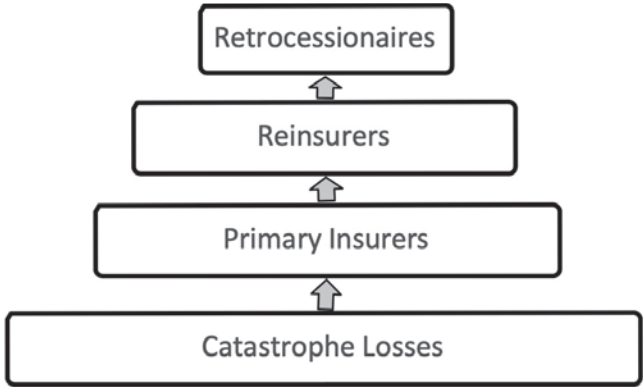 Retrocessionaires
Reinsurers
Primary Insurers
Catastrophe Losses